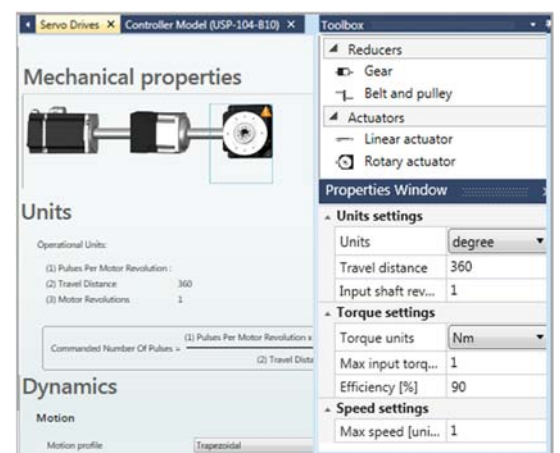 Servo Drives
Controller Model (USP-104-B10)
Mechanical properties
Units
Operational Units:
(1) Pulses Per Motor Revolution :
(2) Travel Distance 360
(3) Motor Revolutions 1
(1) Pulses Per Motor Revolution x
Commanded Number Of Pulses =
(2) Travel Dista
Dynamics
Motion
Motion profile Trapezoidal
Toolbox
Reducers
Gear
Belt and pulley
Actuators
Linear actuator
Rotary actuator
Properties Window
Units settings
Units degree
Travel distance 360
Input shaft rev... 1
Torque settings
Torque units Nm
Max input torq... 1
Efficiency [%] 90
Speed settings
Max speed [uni... 1